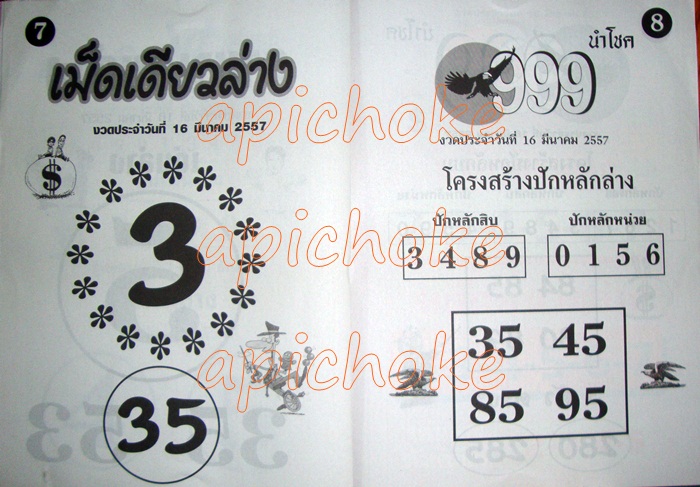 7
เม็ดเดียวล่าง
งวดประจำวันที่ 16 มีนาคม 2557
$
3
35
8
นำโชค
999
งวดประจำวันที่ 16 มีนาคม 2557
โครงสร้างปักหลักล่าง
ปักหลักสิบ ปักหลักหน่วย
3 4 8 9 0 1 5 6
35 45
85 95
apichoke
apichoke
apichoke
apichoke